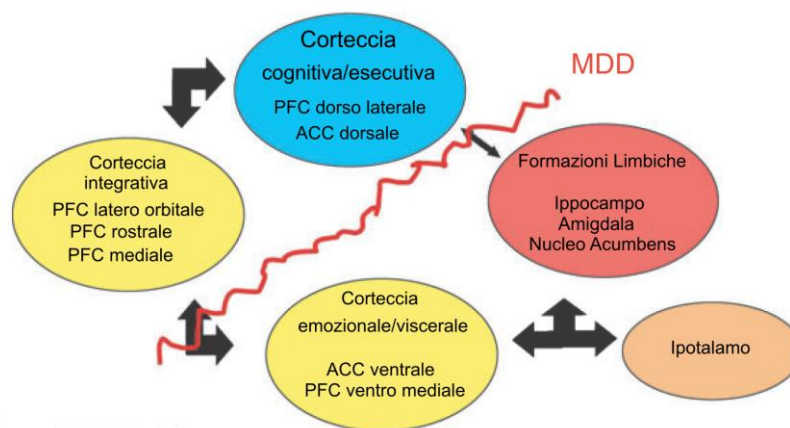 Corteccia
cognitiva/esecutiva
PFC dorso laterale
ACC dorsale
MDD
Corteccia
integrativa
PFC latero orbitale
PFC rostrale
PFC mediale
Formazioni Limbiche
Ippocampo
Amigdala
Nucleo Acumbens
Corteccia
emozionale/viscerale
ACC ventrale
PFC ventro mediale
Ipotalamo